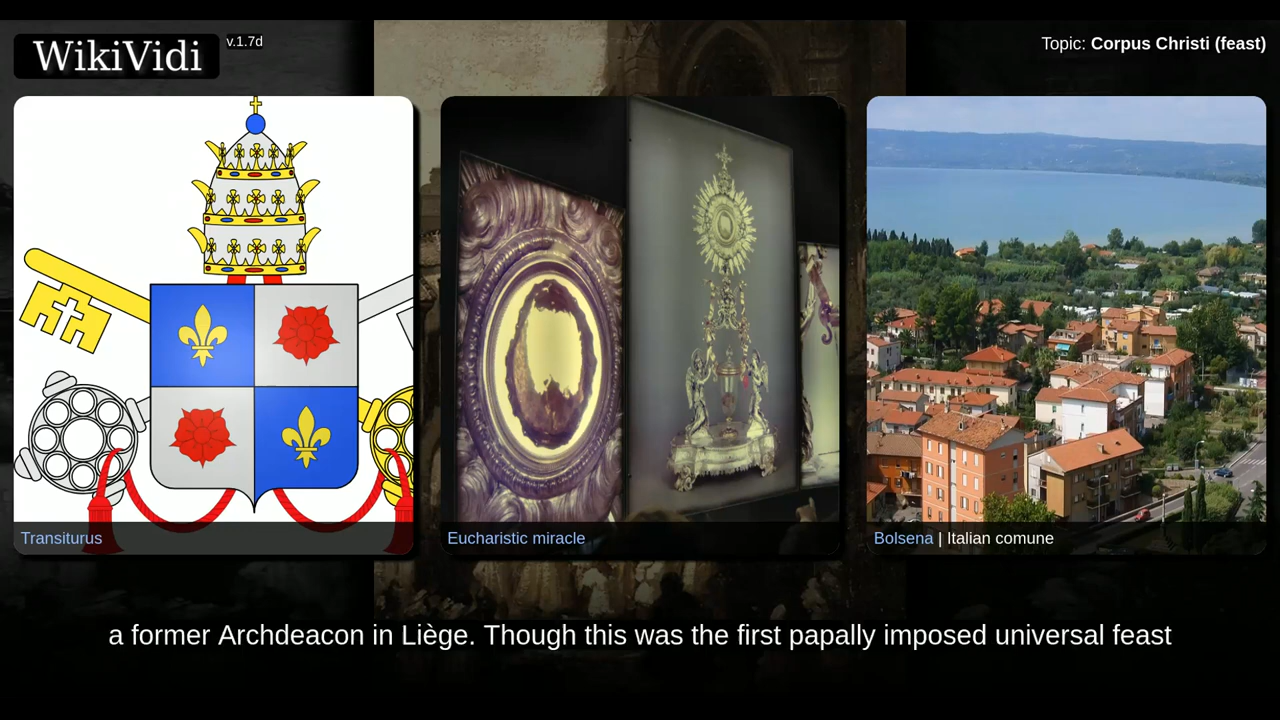 WikiVidi v.1.7d
Topic: Corpus Christi (feast)
Transiturus
Eucharistic miracle
Bolsena | Italian comune
a former Archdeacon in Liège. Though this was the first papally imposed universal feast